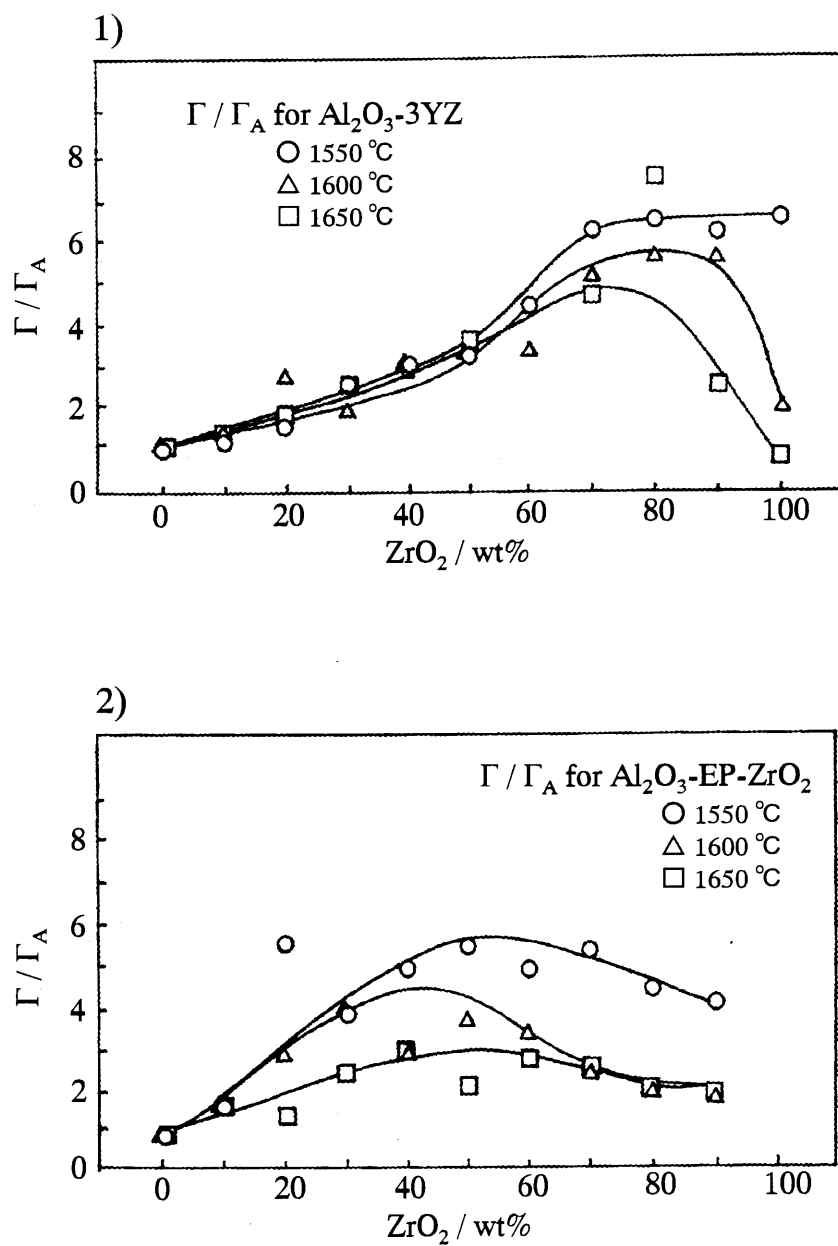 1)
Γ / Γ_A for Al₂O₃-3YZ
1550 °C
1600 °C
1650 °C
8
6
4
2
0
Γ / Γ_A
0 20 40 60 80 100
ZrO₂ / wt%
2)
Γ / Γ_A for Al₂O₃-EP-ZrO₂
1550 °C
1600 °C
1650 °C
8
6
4
2
0
Γ / Γ_A
0 20 40 60 80 100
ZrO₂ / wt%